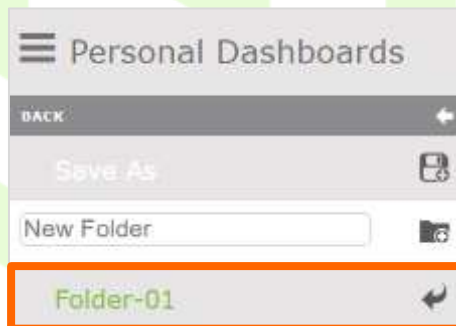 Personal Dashboards
BACK
Save As
New Folder
Folder-01